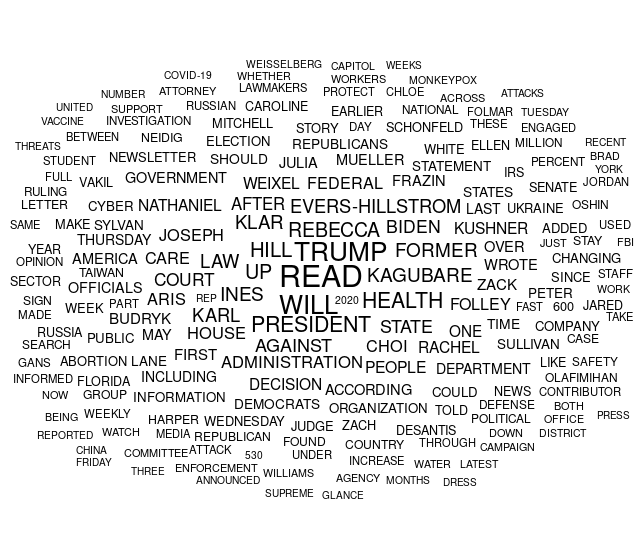 WEISSELBERG CAPITOL WEEKS
COVID-19 WHETHER WORKERS MONKEYPOX
NUMBER ATTORNEY LAWMAKERS PROTECT CHLOE ACROSS ATTACKS
UNITED SUPPORT RUSSIAN CAROLINE EARLIER NATIONAL FOLMAR TUESDAY
VACCINE INVESTIGATION MITCHELL STORY DAY SCHONFELD THESE ENGAGED
THREATS BETWEEN NEIDIG ELECTION REPUBLICANS WHITE ELLEN MILLION RECENT
STUDENT NEWSLETTER SHOULD JULIA MUELLER STATEMENT IRS PERCENT BRAD YORK
FULL VAKIL GOVERNMENT WEIXEL FEDERAL FRAZIN STATES SENATE JORDAN
RULING LETTER CYBER NATHANIEL AFTER EVERS-HILLSTROM LAST UKRAINE OSHIN
SAME MAKE SYLVAN KLAR REBECCA BIDEN KUSHNER ADDED USED
THURSDAY JOSEPH HILL TRUMP FORMER OVER JUST STAY FBI
YEAR OPINION AMERICA CARE LAW WROTE CHANGING
SECTOR TAIWAN OFFICIALS COURT UP READ KAGUBARE ZACK SINCE STAFF
SIGN WEEK PART ARIS REP INES WILL 2020 HEALTH FOLLEY FAST PETER 600 JARED WORK
MADE BUDRYK KARL PRESIDENT STATE ONE TIME COMPANY TAKE
RUSSIA SEARCH PUBLIC MAY HOUSE AGAINST CHOI RACHEL SULLIVAN CASE
GANS ABORTION LANE FIRST ADMINISTRATION PEOPLE DEPARTMENT LIKE SAFETY
INFORMED FLORIDA INCLUDING DECISION ACCORDING COULD NEWS OLAFIMIHAN CONTRIBUTOR
NOW GROUP INFORMATION DEMOCRATS ORGANIZATION TOLD DEFENSE BOTH
BEING WEEKLY HARPER WEDNESDAY JUDGE ZACH DESANTIS POLITICAL OFFICE PRESS
REPORTED WATCH MEDIA REPUBLICAN FOUND COUNTRY THROUGH DOWN DISTRICT
CHINA COMMITTEE ATTACK 530 UNDER CAMPAIGN
FRIDAY THREE ENFORCEMENT WILLIAMS INCREASE WATER LATEST
ANNOUNCED AGENCY MONTHS DRESS
SUPREME GLANCE